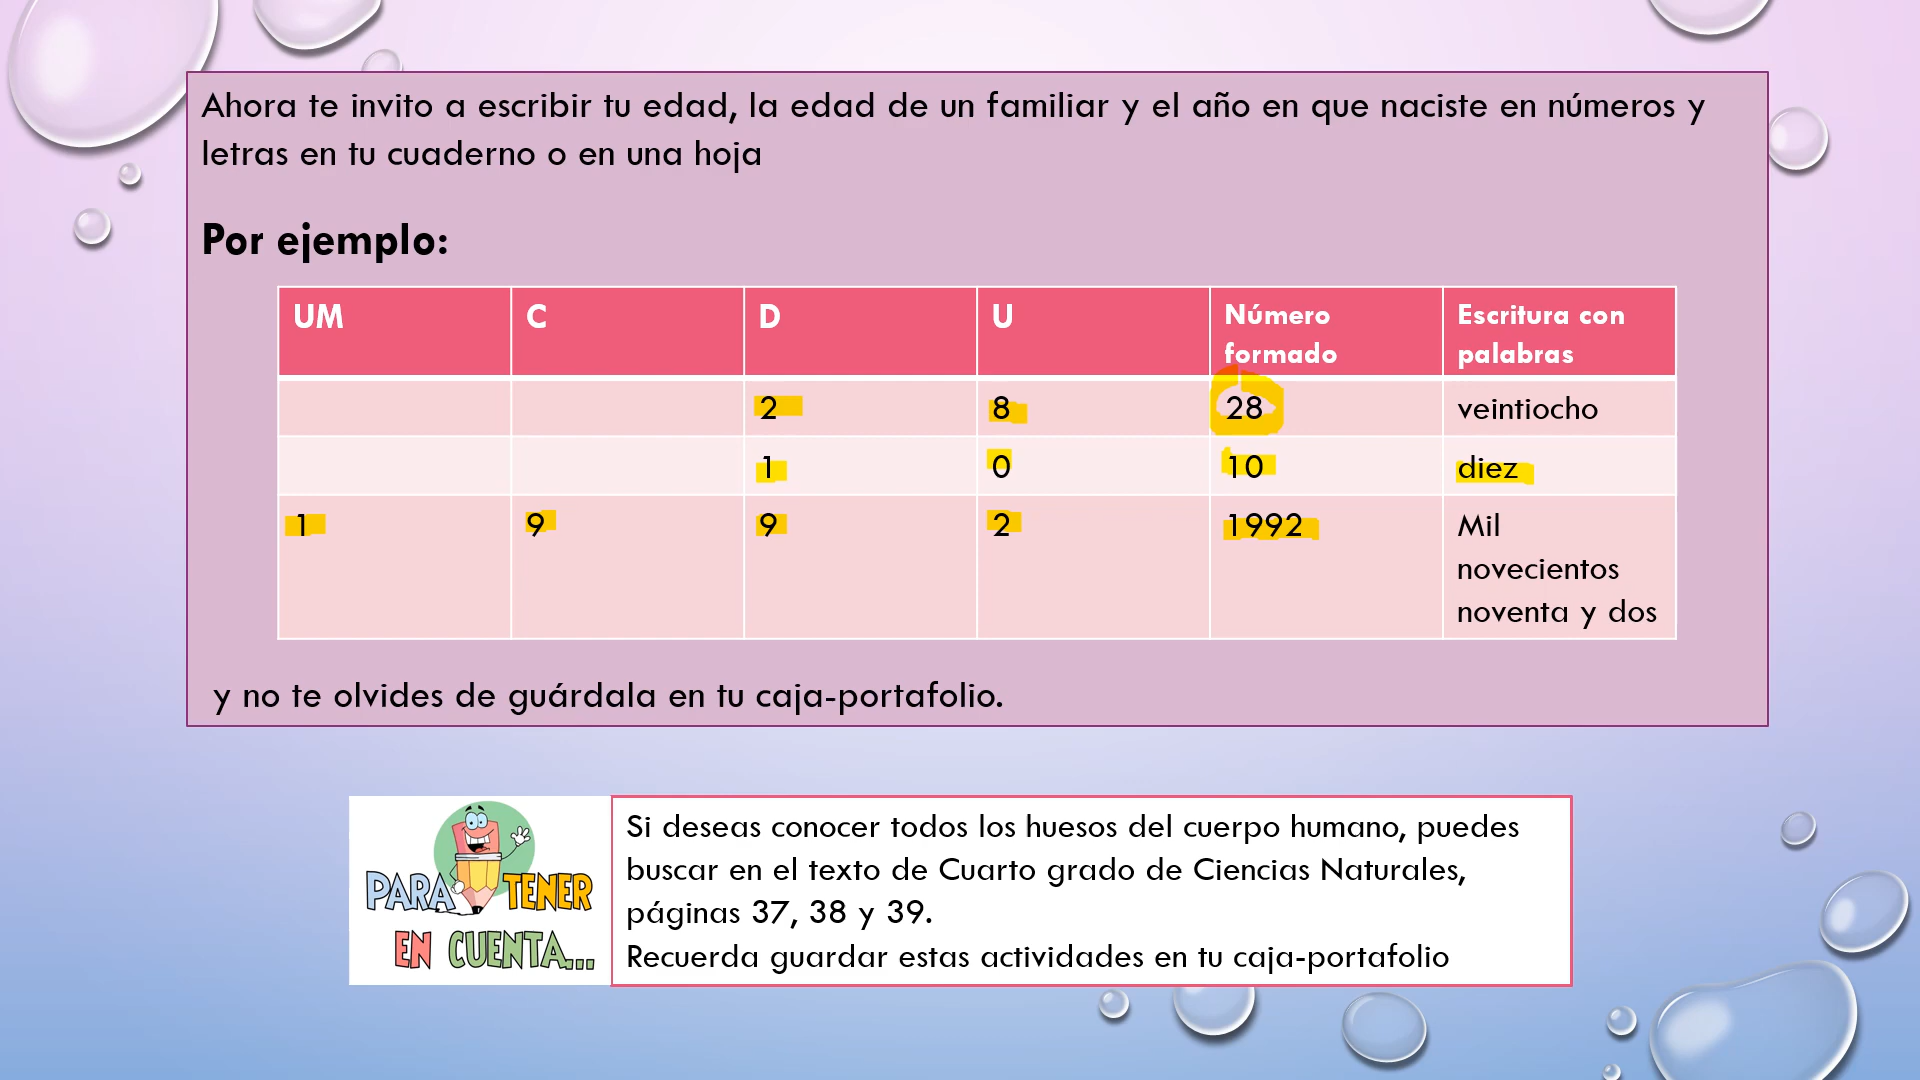 Ahora te invito a escribir tu edad, la edad de un familiar y el año en que naciste en números y
letras en tu cuaderno o en una hoja
Por ejemplo:
UM C D U Número formado Escritura con palabras
2 8 28 veintiocho
1 0 10 diez
1 9 9 2 1992 Mil
novecientos
noventa y dos
y no te olvides de guárdala en tu caja-portafolio.
PARA TENER
EN CUENTA...
Si deseas conocer todos los huesos del cuerpo humano, puedes
buscar en el texto de Cuarto grado de Ciencias Naturales,
páginas 37, 38 y 39.
Recuerda guardar estas actividades en tu caja-portafolio